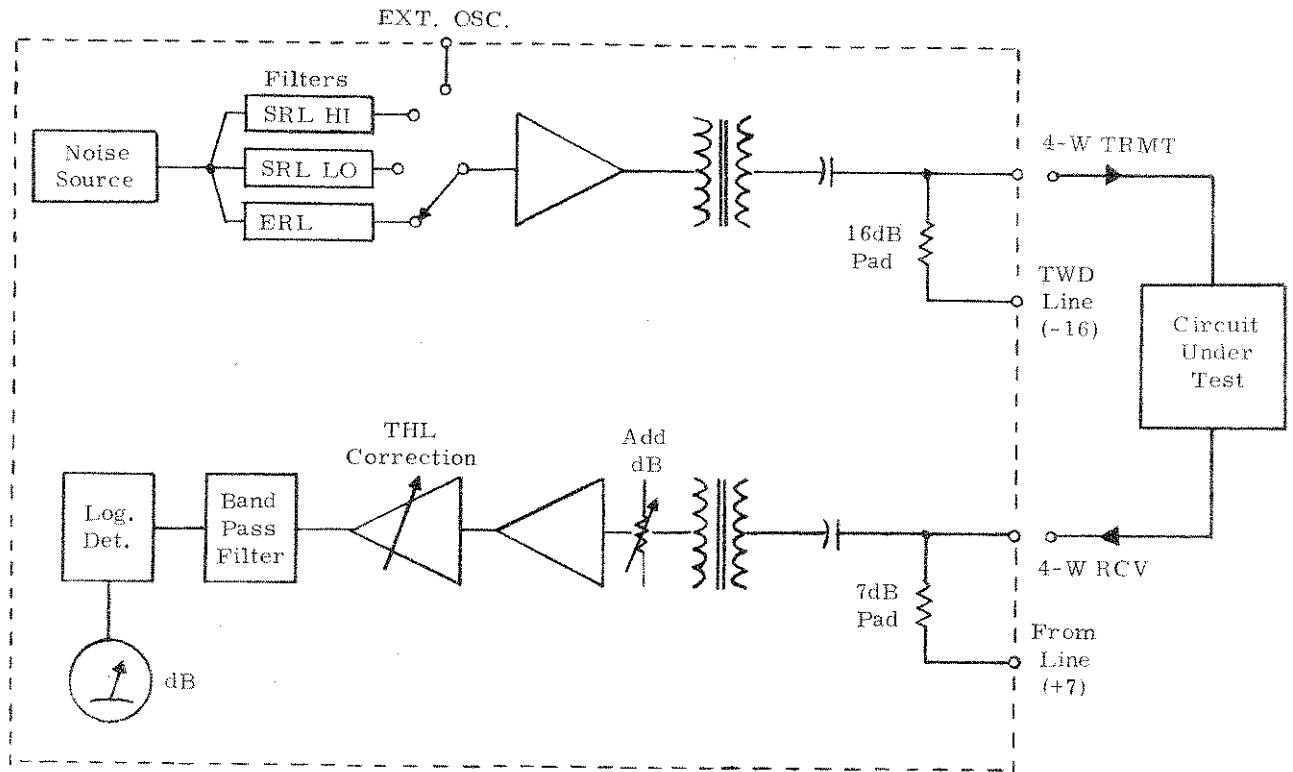 EXT. OSC.
Filters
SRL HI
SRL LO
ERL
Noise
Source
16dB
Pad
4-W TRMT
TWD
Line
(-16)
Circuit
Under
Test
THL
Correction
Add
dB
Log.
Det.
Band
Pass
Filter
dB
7dB
Pad
4-W RCV
From
Line
(+7)